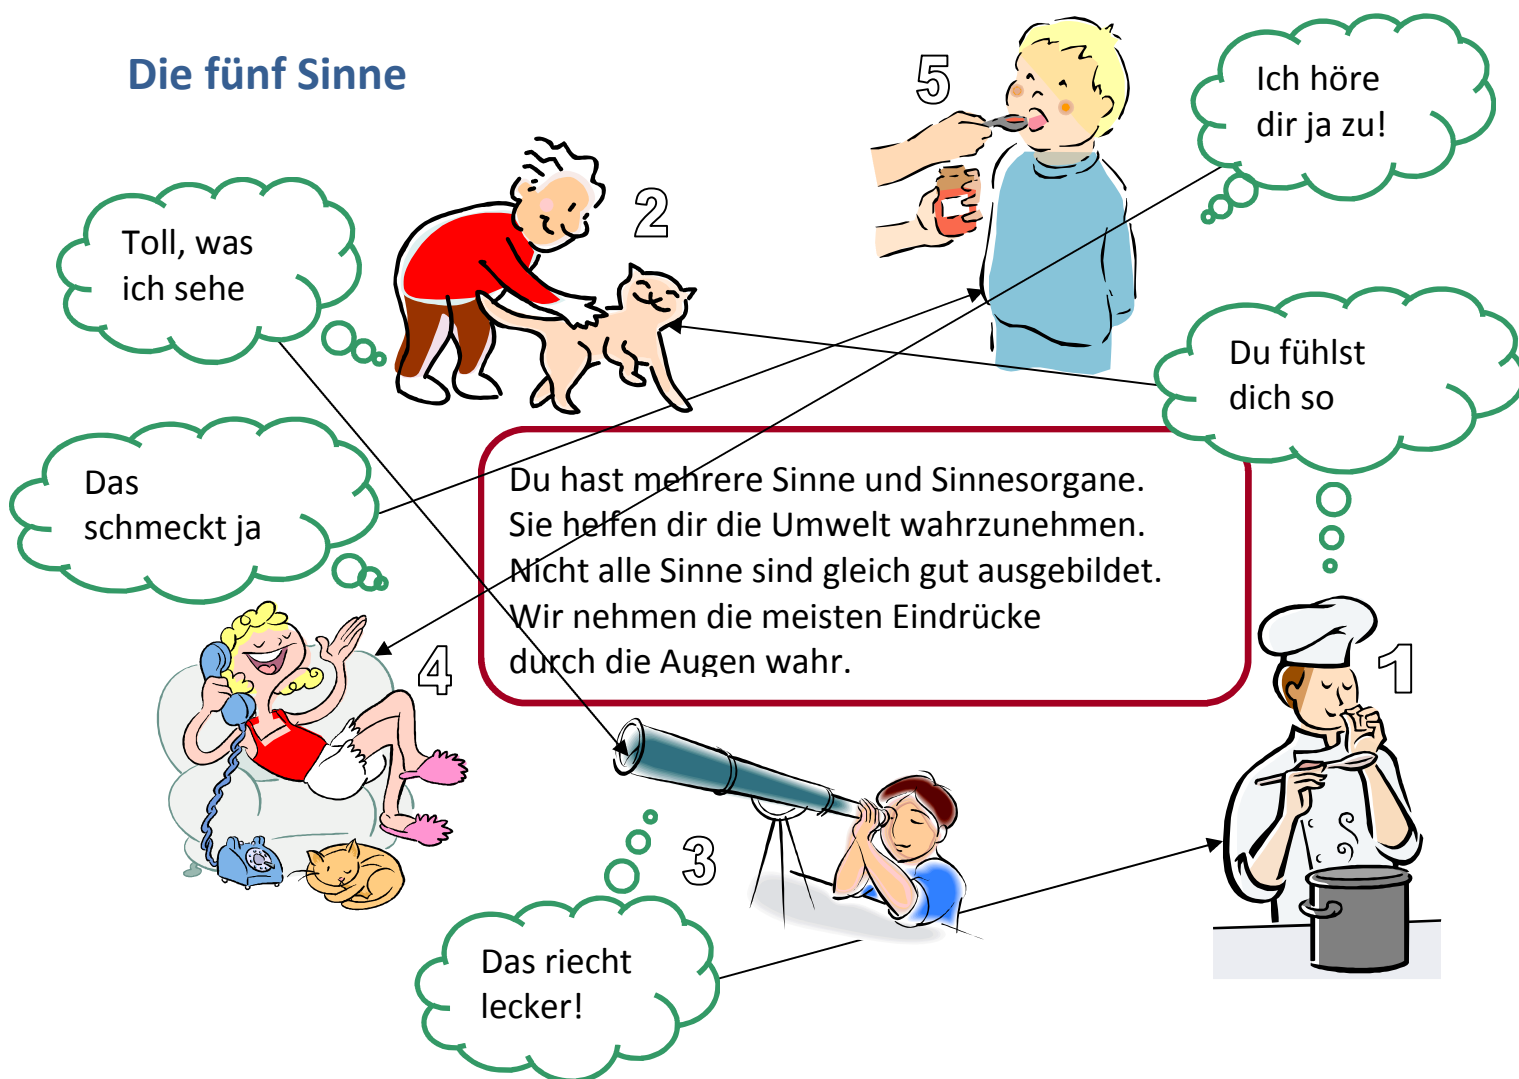 Die fünf Sinne
5
Ich höre
dir ja zu!
2
Toll, was
ich sehe
Du fühlst
dich so
Das
schmeckt ja
Du hast mehrere Sinne und Sinnesorgane.
Sie helfen dir die Umwelt wahrzunehmen.
Nicht alle Sinne sind gleich gut ausgebildet.
Wir nehmen die meisten Eindrücke
durch die Augen wahr.
4
1
3
Das riecht
lecker!